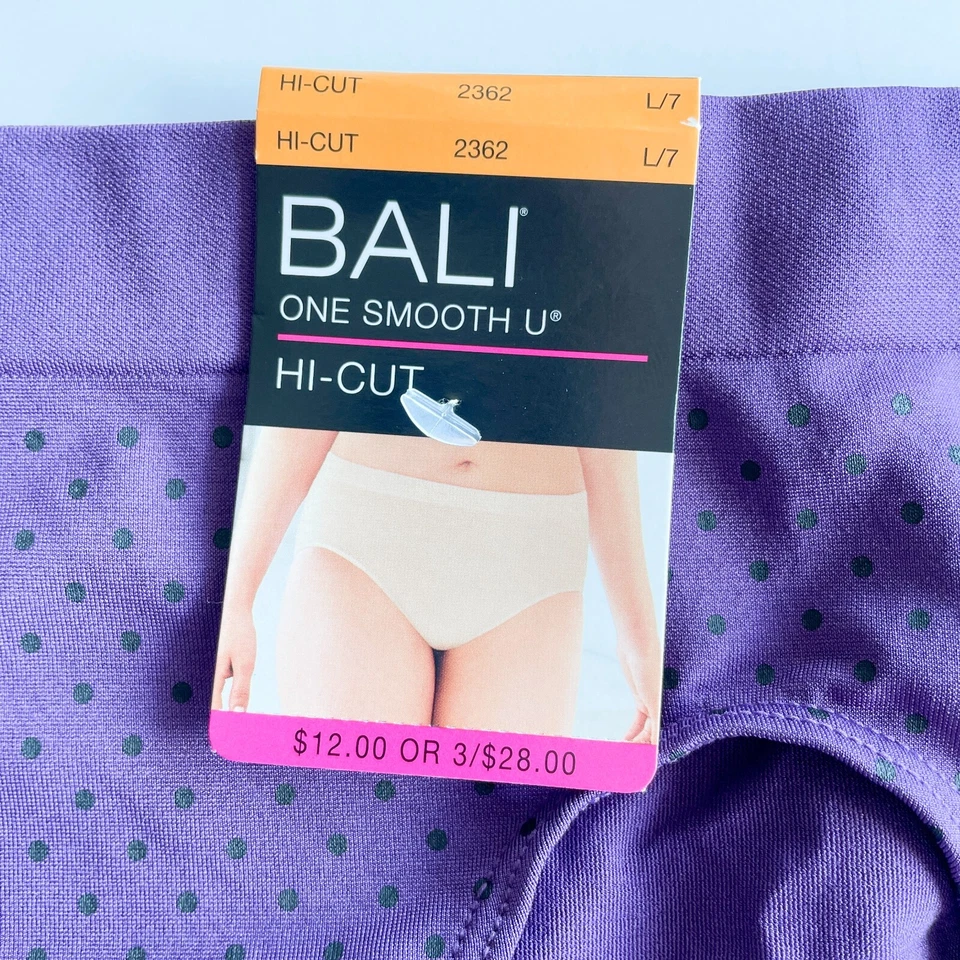 HI-CUT 2362 L/7
HI-CUT 2362 L/7
BALI®
ONE SMOOTH U®
HI-CUT
$12.00 OR 3/$28.00